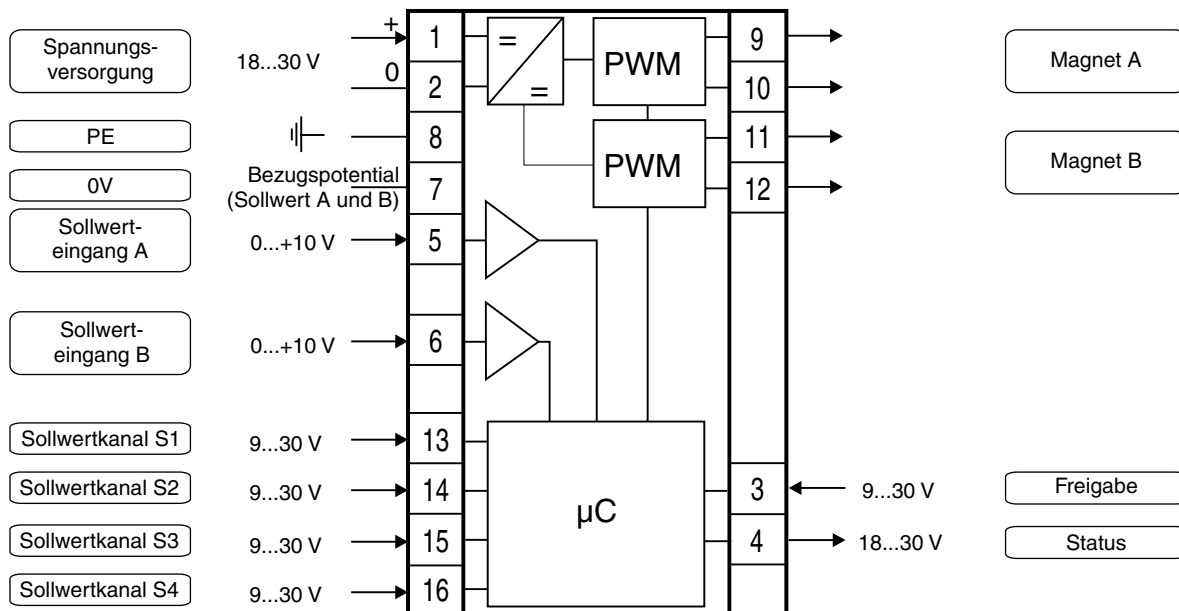 Spannungs-
versorgung
18...30 V
+
0
1
2
=
=
PWM
9
10
Magnet A
PE
8
PWM
11
12
Magnet B
0V
Bezugspotential
(Sollwert A und B)
7
Sollwert-
eingang A
0...+10 V
5
Sollwert-
eingang B
0...+10 V
6
Sollwertkanal S1
9...30 V
13
Sollwertkanal S2
9...30 V
14
µC
3
9...30 V
Freigabe
Sollwertkanal S3
9...30 V
15
4
18...30 V
Status
Sollwertkanal S4
9...30 V
16